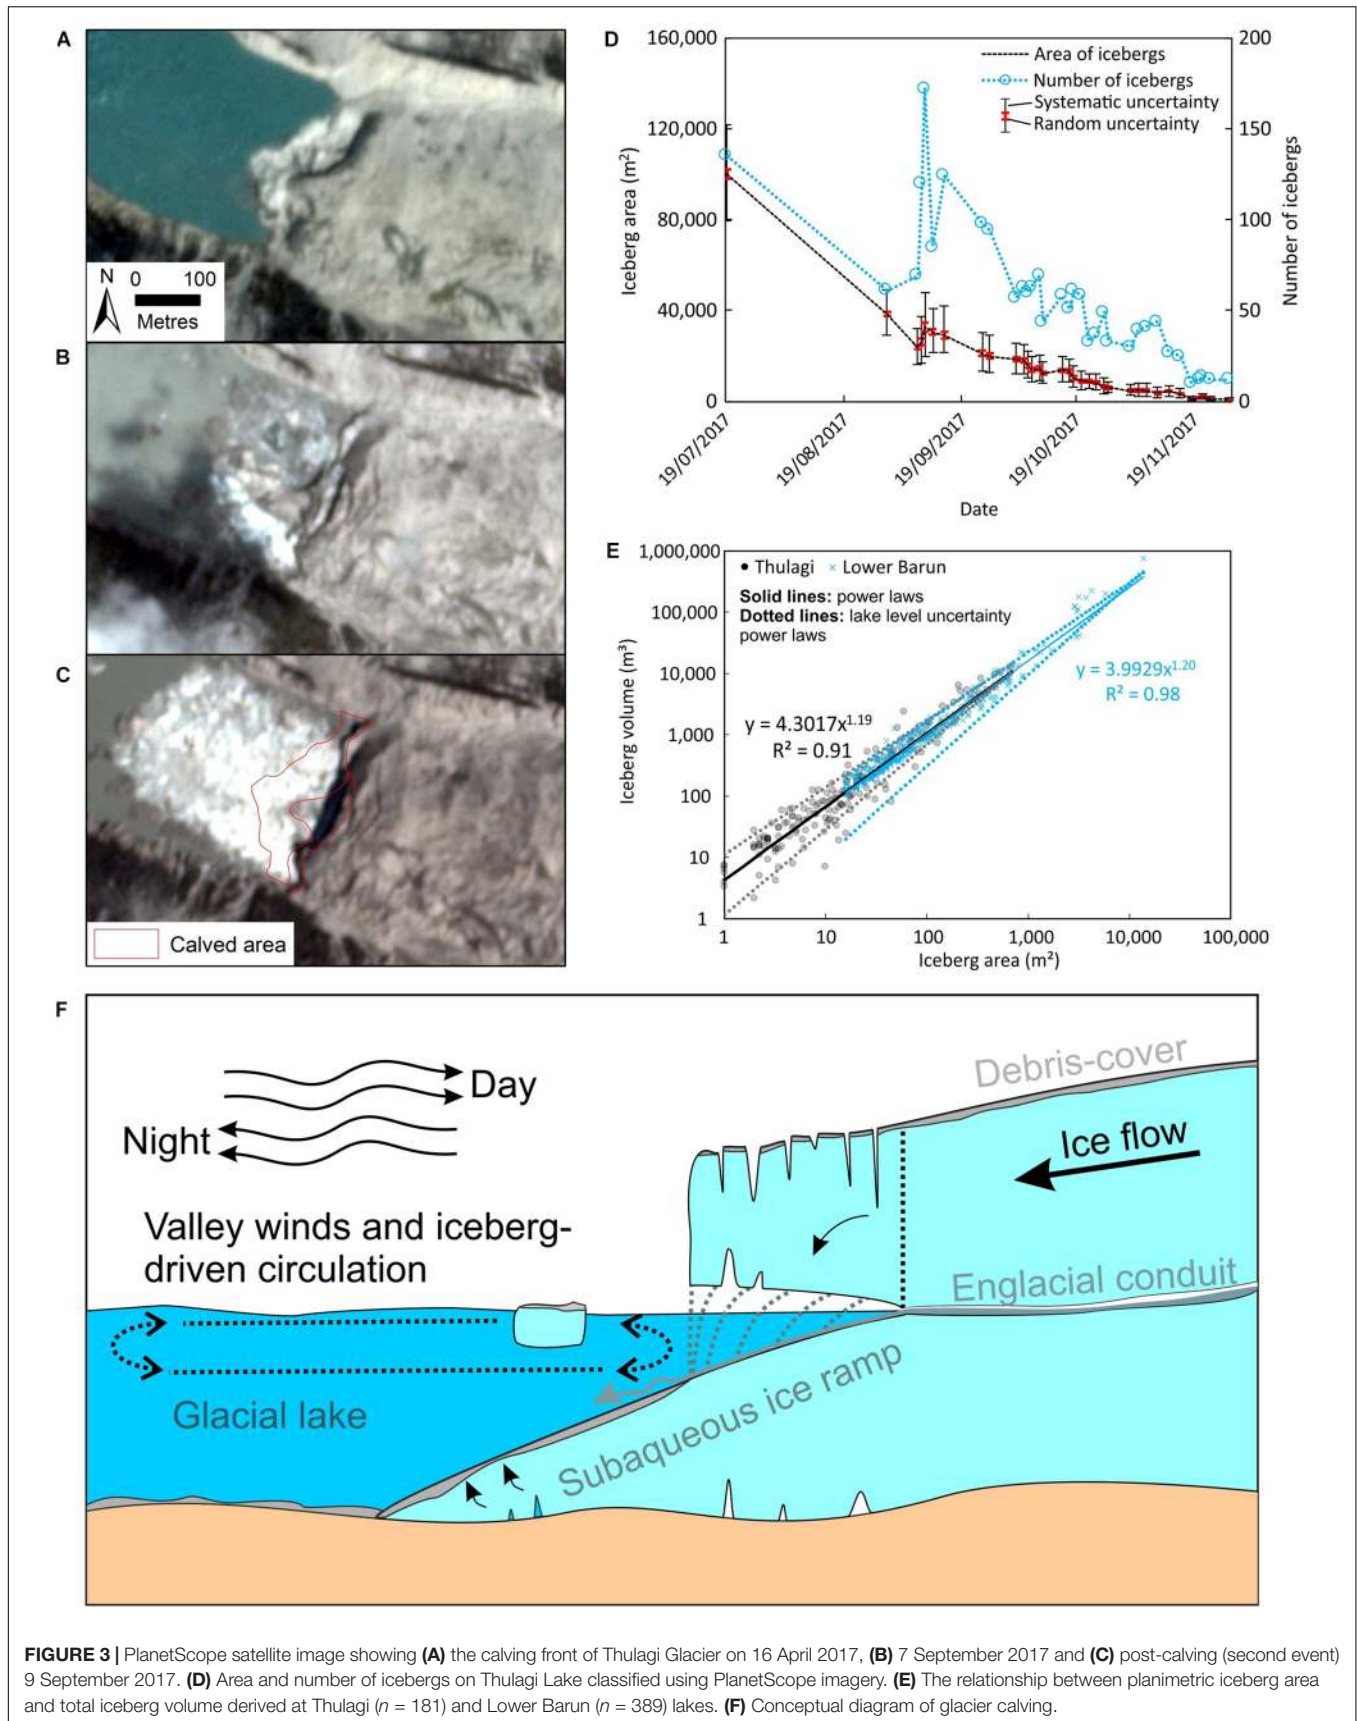 A
N
0 100
Metres
B
C
Calved area
D
160,000
120,000
80,000
40,000
0
Iceberg area (m²)
200
150
100
50
0
Number of icebergs
Area of icebergs
Number of icebergs
Systematic uncertainty
Random uncertainty
19/07/2017
19/08/2017
19/09/2017
19/10/2017
19/11/2017
Date
E
1,000,000
100,000
10,000
1,000
100
10
1
Iceberg volume (m³)
Thulagi Lower Barun
Solid lines: power laws
Dotted lines: lake level uncertainty
power laws
y = 4.3017x^1.19
R² = 0.91
y = 3.9929x^1.20
R² = 0.98
1 10 100 1,000 10,000 100,000
Iceberg area (m²)
F
Day
Night
Valley winds and iceberg-
driven circulation
Debris-cover
Ice flow
Englacial conduit
Glacial lake
Subaqueous ice ramp
FIGURE 3 | PlanetScope satellite image showing (A) the calving front of Thulagi Glacier on 16 April 2017, (B) 7 September 2017 and (C) post-calving (second event)
9 September 2017. (D) Area and number of icebergs on Thulagi Lake classified using PlanetScope imagery. (E) The relationship between planimetric iceberg area
and total iceberg volume derived at Thulagi (n = 181) and Lower Barun (n = 389) lakes. (F) Conceptual diagram of glacier calving.